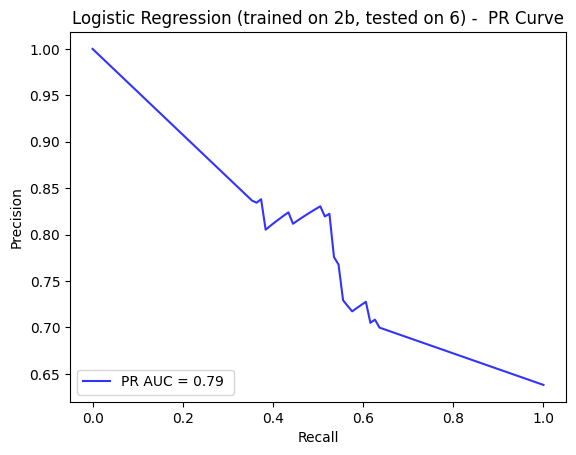 Logistic Regression (trained on 2b, tested on 6) -  PR Curve
1.00
0.95
0.90
0.85
0.80
0.75
0.70
0.65
Precision
PR AUC = 0.79
0.0 0.2 0.4 0.6 0.8 1.0
Recall